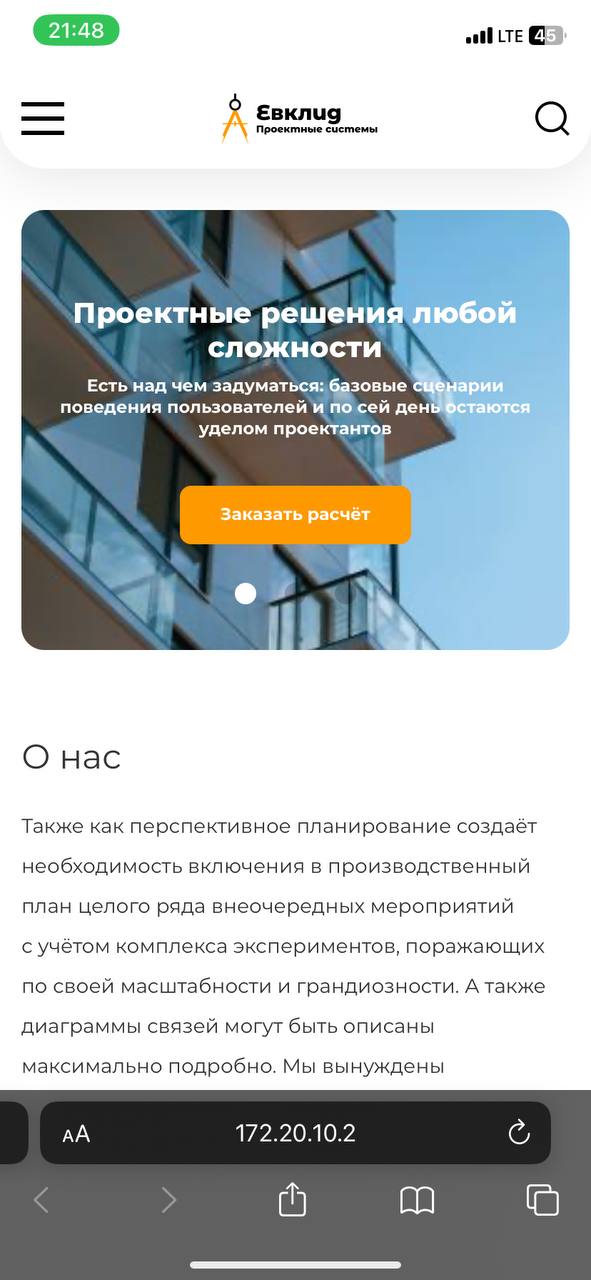 21:48
LTE 45
Евклид
Проектные системы
Проектные решения любой
сложности
Есть над чем задуматься: базовые сценарии
поведения пользователей и по сей день остаются
уделом проектантов
Заказать расчёт
О нас
Также как перспективное планирование создаёт
необходимость включения в производственный
план целого ряда внеочередных мероприятий
с учётом комплекса экспериментов, поражающих
по своей масштабности и грандиозности. А также
диаграммы связей могут быть описаны
максимально подробно. Мы вынуждены
AA 172.20.10.2